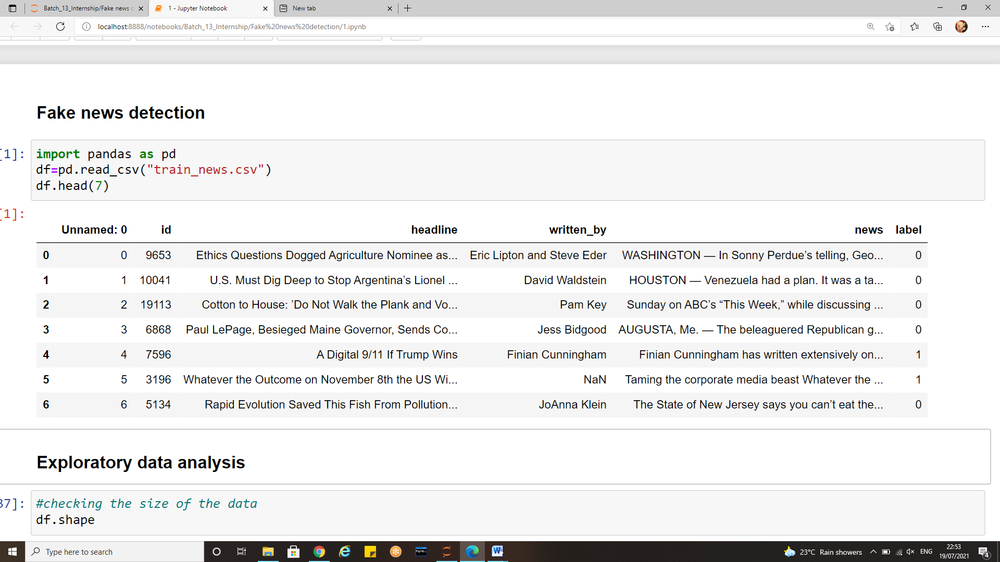 Batch_13_Internship/Fake news d
1 - Jupyter Notebook
New tab
localhost:8888/notebooks/Batch_13_Internship/Fake%20news%20detection/1.ipynb
Fake news detection
[1]: import pandas as pd
df=pd.read_csv("train_news.csv")
df.head(7)
[1]:
Unnamed: 0 id headline written_by news label
0 0 9653 Ethics Questions Dogged Agriculture Nominee as... Eric Lipton and Steve Eder WASHINGTON — In Sonny Perdue’s telling, Geo... 0
1 1 10041 U.S. Must Dig Deep to Stop Argentina’s Lionel ... David Waldstein HOUSTON — Venezuela had a plan. It was a ta... 0
2 2 19113 Cotton to House: ’Do Not Walk the Plank and Vo... Pam Key Sunday on ABC’s “This Week,” while discussing ... 0
3 3 6868 Paul LePage, Besieged Maine Governor, Sends Co... Jess Bidgood AUGUSTA, Me. — The beleaguered Republican g... 0
4 4 7596 A Digital 9/11 If Trump Wins Finian Cunningham Finian Cunningham has written extensively on... 1
5 5 3196 Whatever the Outcome on November 8th the US Wi... NaN Taming the corporate media beast Whatever the ... 1
6 6 5134 Rapid Evolution Saved This Fish From Pollution... JoAnna Klein The State of New Jersey says you can’t eat the... 0
Exploratory data analysis
37]: #checking the size of the data
df.shape
Type here to search
23°C Rain showers
ENG
22:53
19/07/2021
4